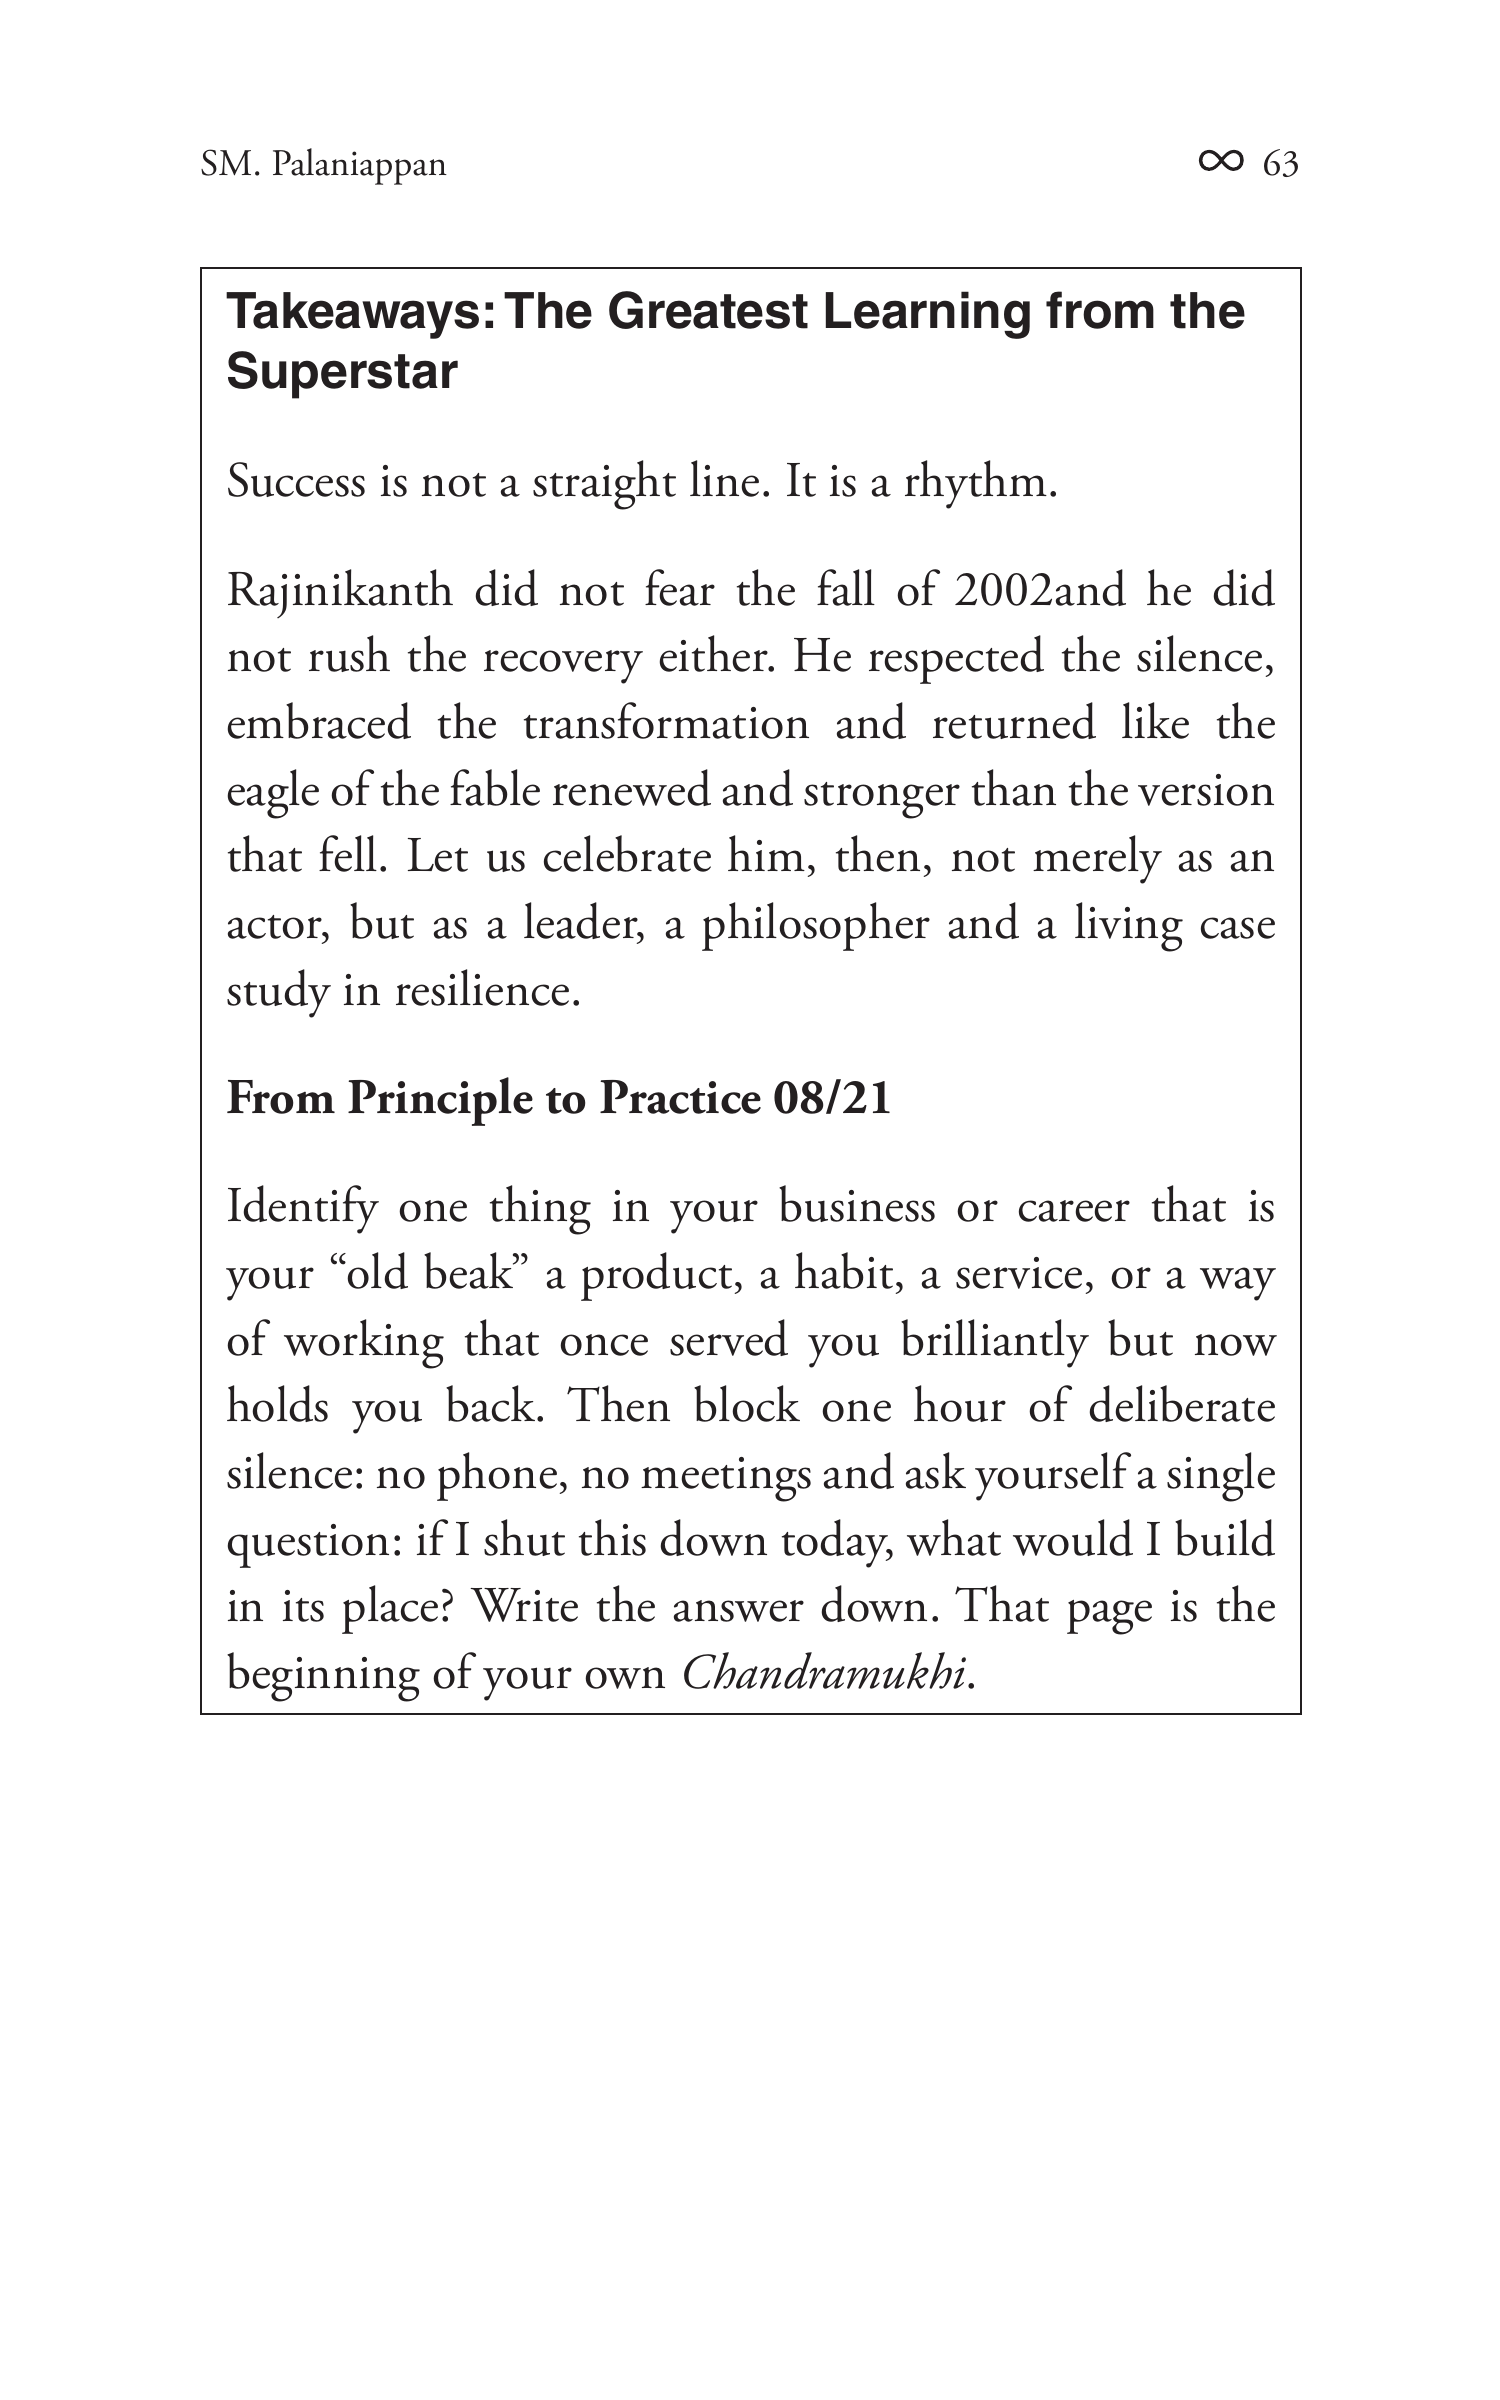 SM. Palaniappan ∞ 63
Takeaways: The Greatest Learning from the
Superstar
Success is not a straight line. It is a rhythm.
Rajinikanth did not fear the fall of 2002and he did
not rush the recovery either. He respected the silence,
embraced the transformation and returned like the
eagle of the fable renewed and stronger than the version
that fell. Let us celebrate him, then, not merely as an
actor, but as a leader, a philosopher and a living case
study in resilience.
From Principle to Practice 08/21
Identify one thing in your business or career that is
your “old beak” a product, a habit, a service, or a way
of working that once served you brilliantly but now
holds you back. Then block one hour of deliberate
silence: no phone, no meetings and ask yourself a single
question: if I shut this down today, what would I build
in its place? Write the answer down. That page is the
beginning of your own Chandramukhi.